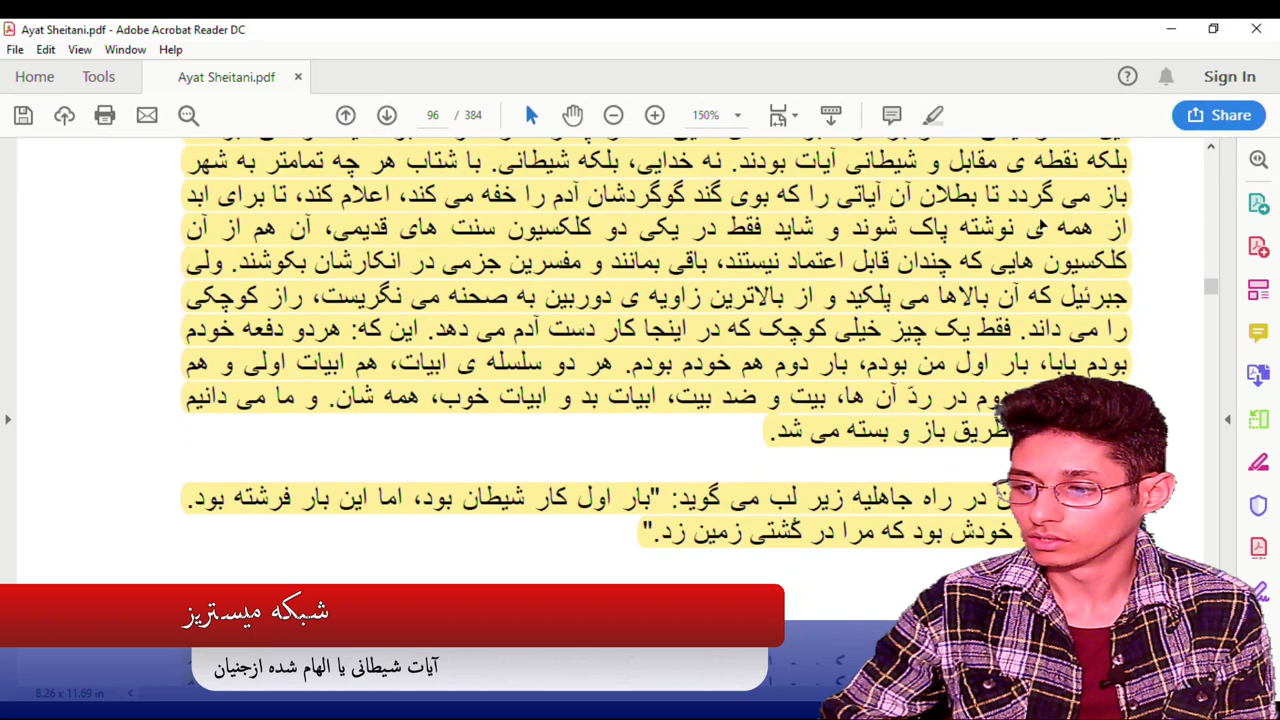 Ayat Sheitani.pdf - Adobe Acrobat Reader DC
File Edit View Window Help
Home Tools Ayat Sheitani.pdf × Sign In
96 / 384 150% Share
بلکه نقطه ی مقابل و شیطانی آیات بودند. نه خدایی، بلکه شیطانی. با شتاب هر چه تمامتر به شهر
باز می گردد تا بطلان آن آیاتی را که بوی گند گوگردشان آدم را خفه می کند، اعلام کند، تا برای ابد
از همه ی نوشته پاک شوند و شاید فقط در یکی دو کلکسیون سنت های قدیمی، آن هم از آن
کلکسیون هایی که چندان قابل اعتماد نیستند، باقی بمانند و مفسرین جزمی در انکارشان بکوشند. ولی
جبرئیل که آن بالاها می پلکید و از بالاترین زاویه ی دوربین به صحنه می نگریست، راز کوچکی
را می داند. فقط یک چیز خیلی کوچک که در اینجا کار دست آدم می دهد. این که: هردو دفعه خودم
بودم بابا، بار اول من بودم، بار دوم هم خودم بودم. هر دو سلسله ی ابیات، هم ابیات اولی و هم
در ردّ آن ها، بیت و ضد بیت، ابیات بد و ابیات خوب، همه شان. و ما می دانیم
طریق باز و بسته می شد.
در راه جاهلیه زیر لب می گوید: "بار اول کار شیطان بود، اما این بار فرشته بود.
خودش بود که مرا در کُشتی زمین زد."
شبکه میستریز
آیات شیطانی یا الهام شده ازجنیان
8.26 x 11.69 in